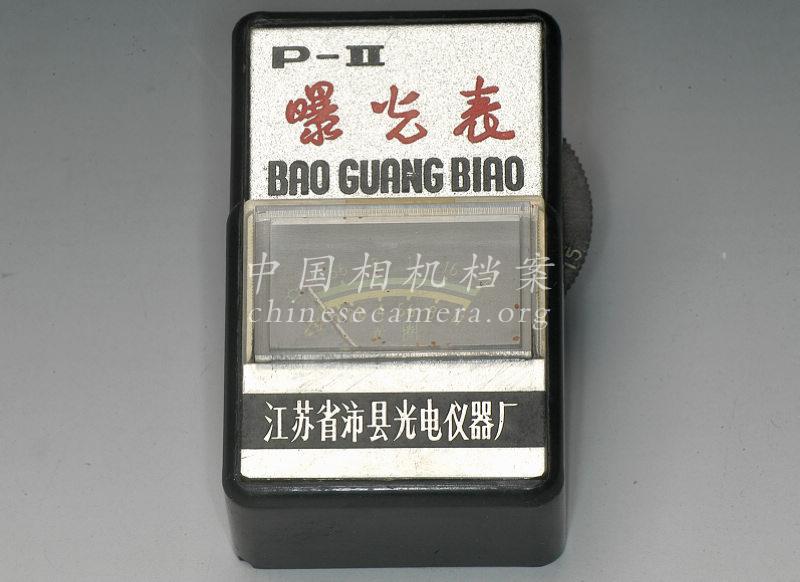 P-II
曝光表
BAO GUANG BIAO
中国相机档案
chinesecamera.org
江苏省沛县光电仪器厂
15